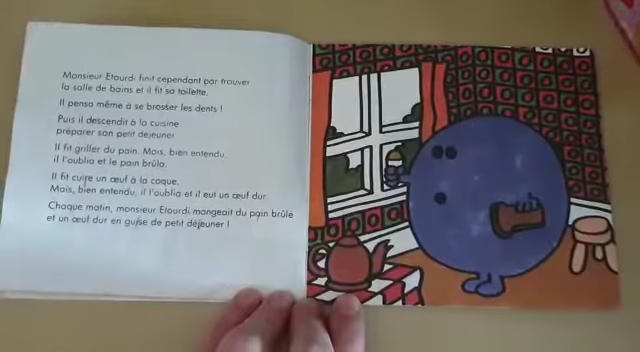 Monsieur Etourdi finit cependant par trouver
la salle de bains et il fit sa toilette.
Il pensa même à se brosser les dents !
Puis il descendit à la cuisine
préparer son petit déjeuner.
Il fit griller du pain. Mais, bien entendu,
il l'oublia et le pain brûla.
Il fit cuire un œuf à la coque.
Mais, bien entendu, il l'oublia et il eut un œuf dur.
Chaque matin, monsieur Etourdi mangeait du pain brûlé
et un œuf dur en guise de petit déjeuner !